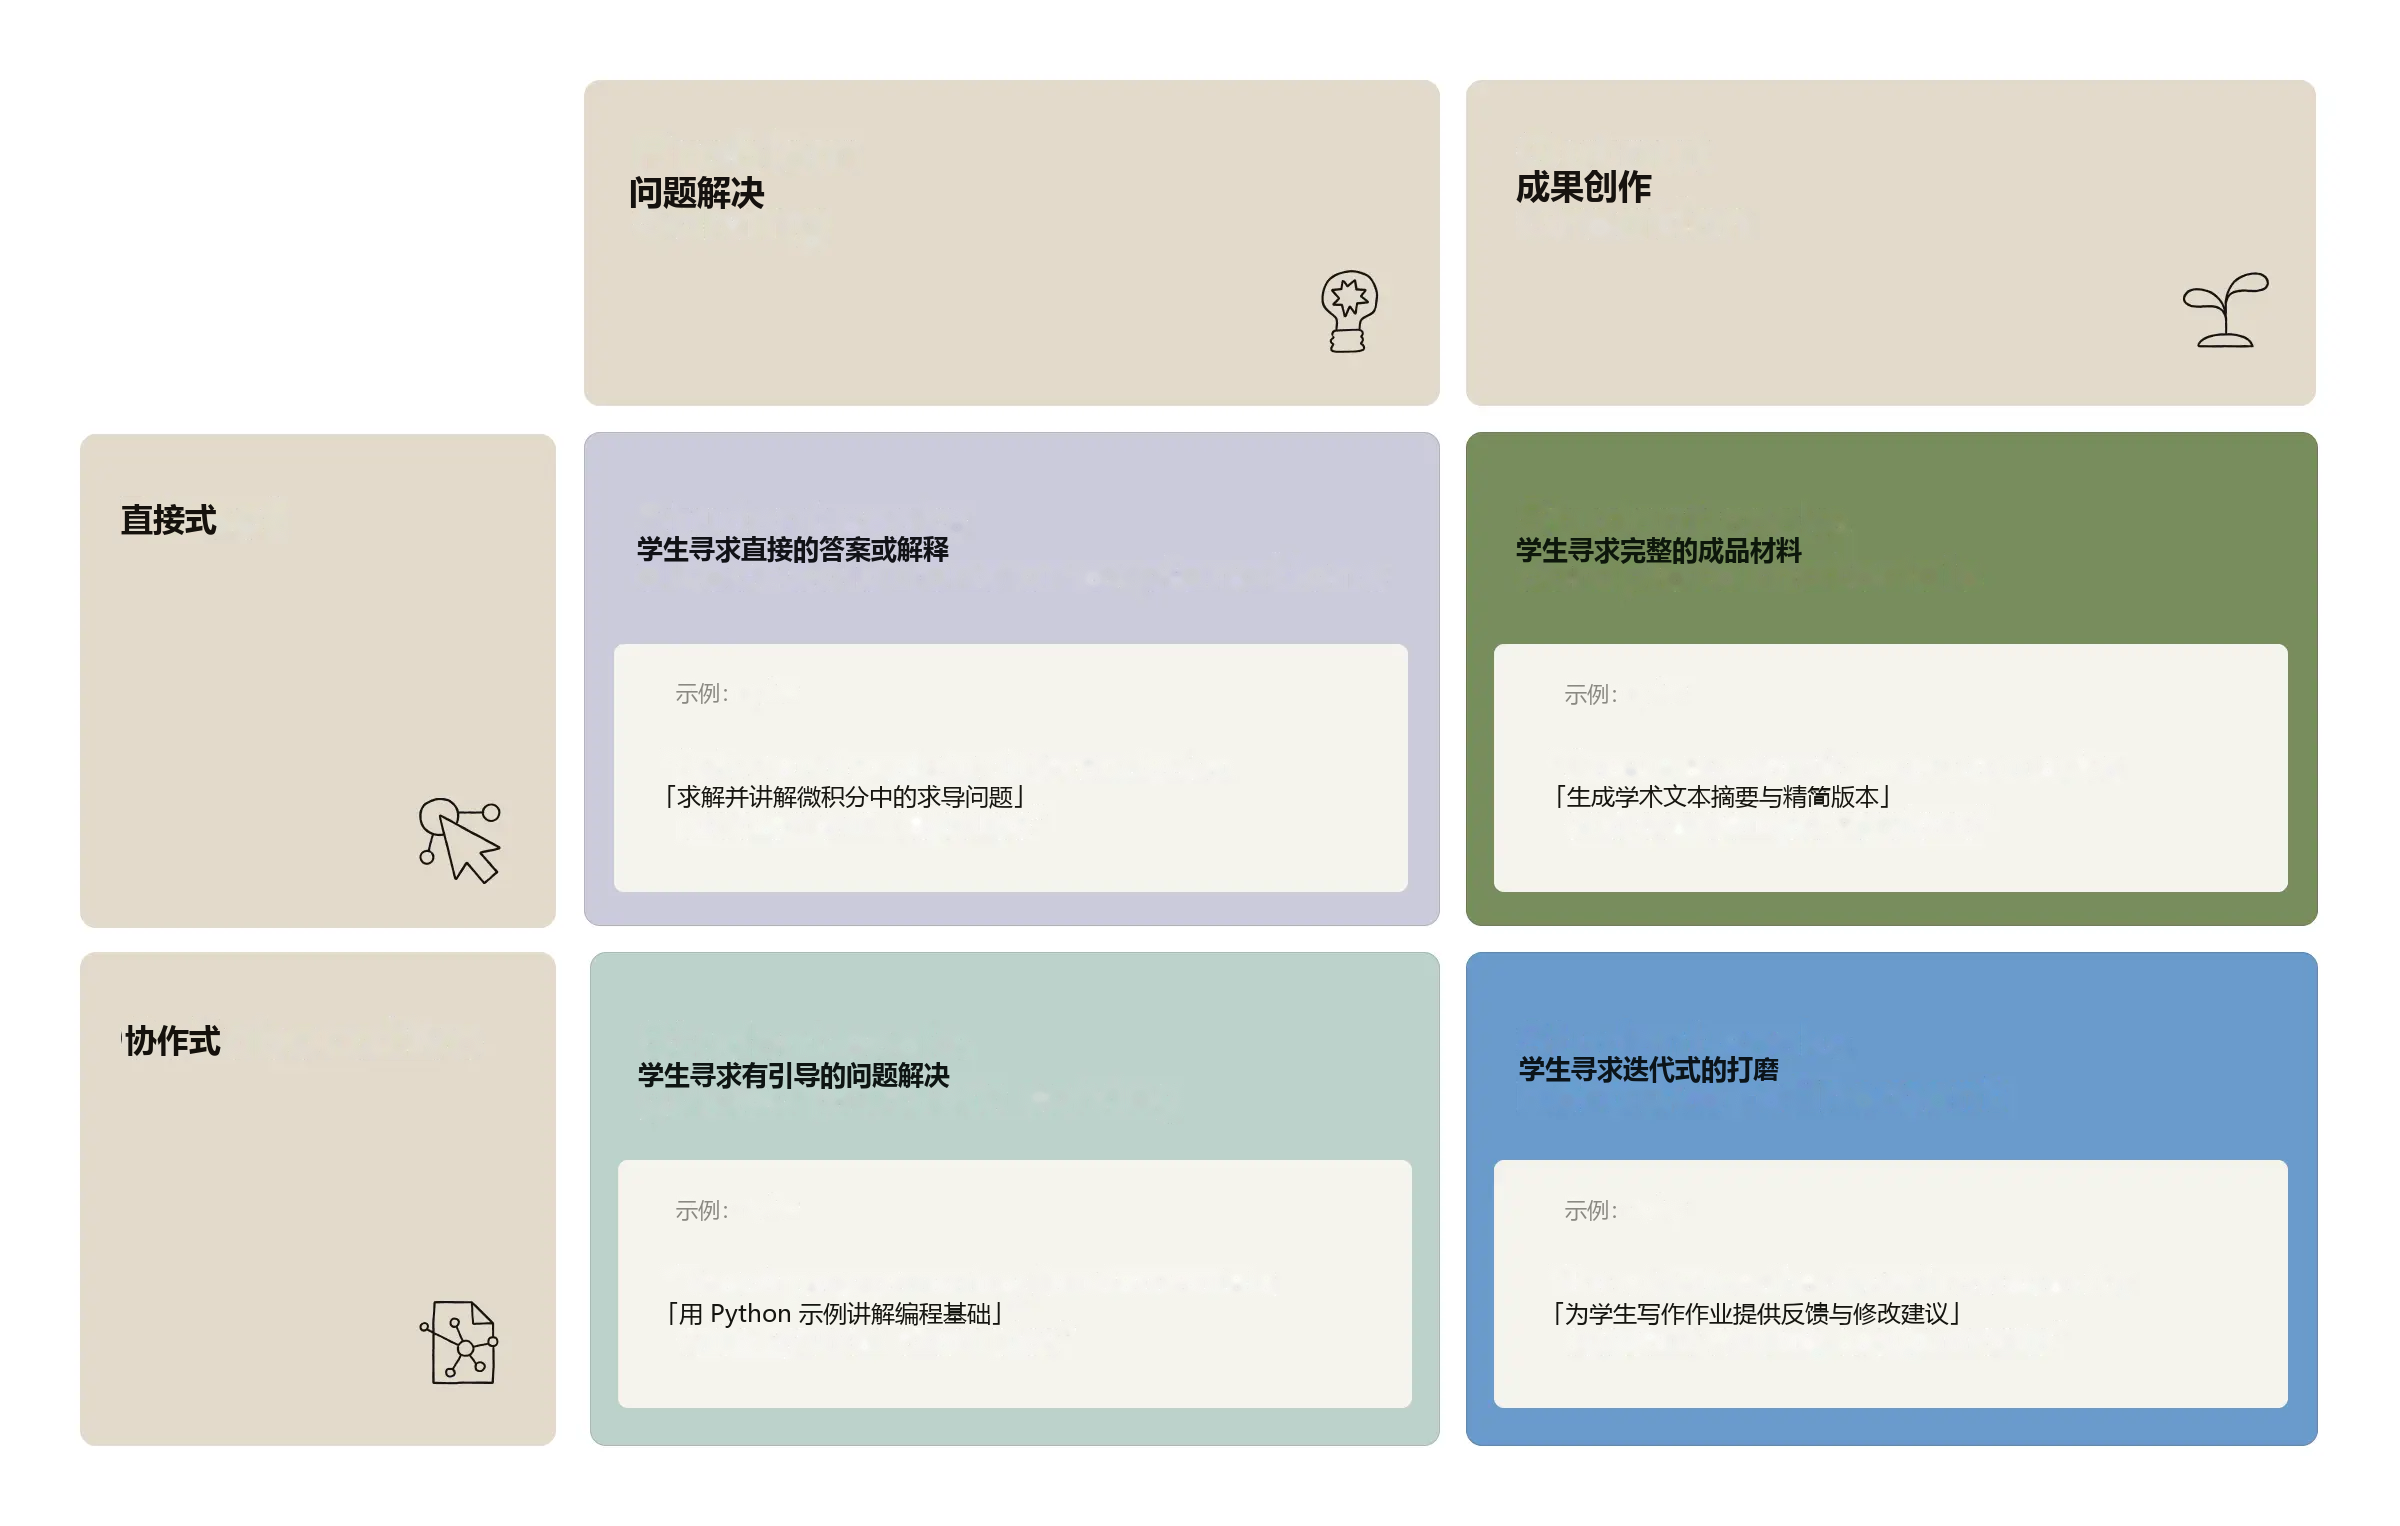 问题解决
成果创作
直接式
学生寻求直接的答案或解释
示例：
「求解并讲解微积分中的求导问题」
学生寻求完整的成品材料
示例：
「生成学术文本摘要与精简版本」
协作式
学生寻求有引导的问题解决
示例：
「用 Python 示例讲解编程基础」
学生寻求迭代式的打磨
示例：
「为学生写作作业提供反馈与修改建议」